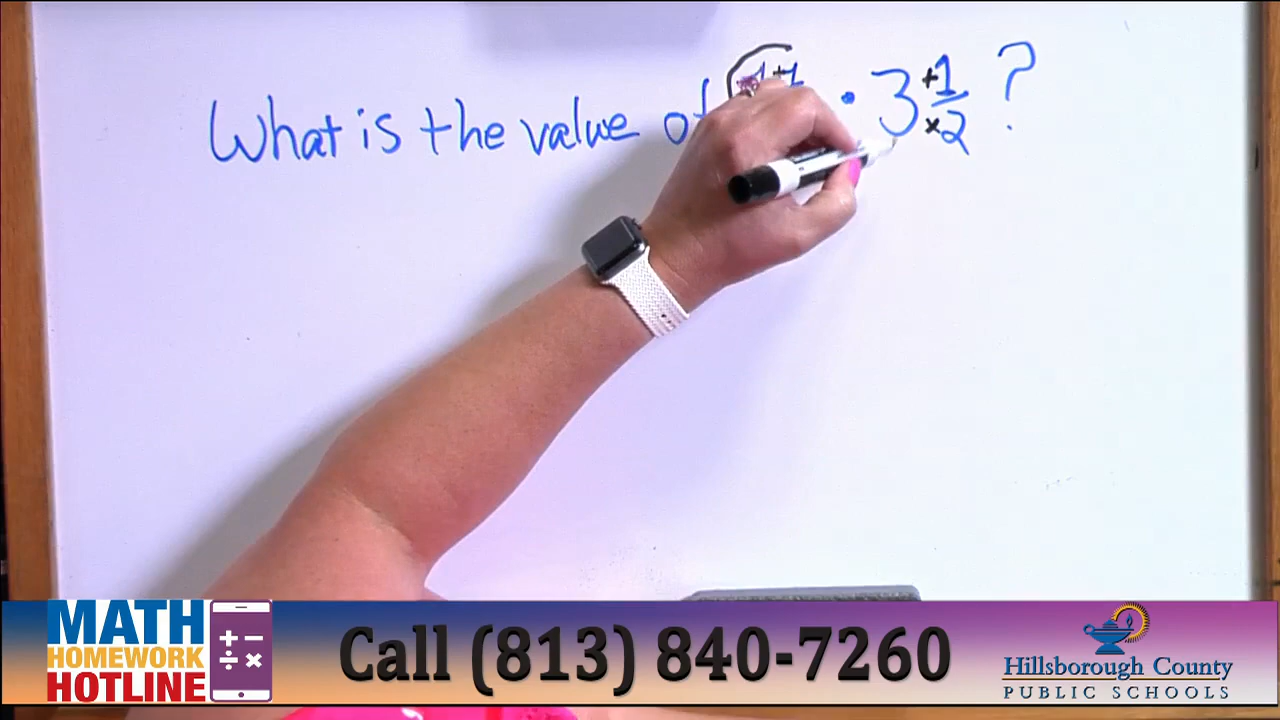 What is the value of · 3 +1/×2 ?
MATH
HOMEWORK
HOTLINE
+ −
÷ ×
Call (813) 840-7260
Hillsborough County
PUBLIC SCHOOLS